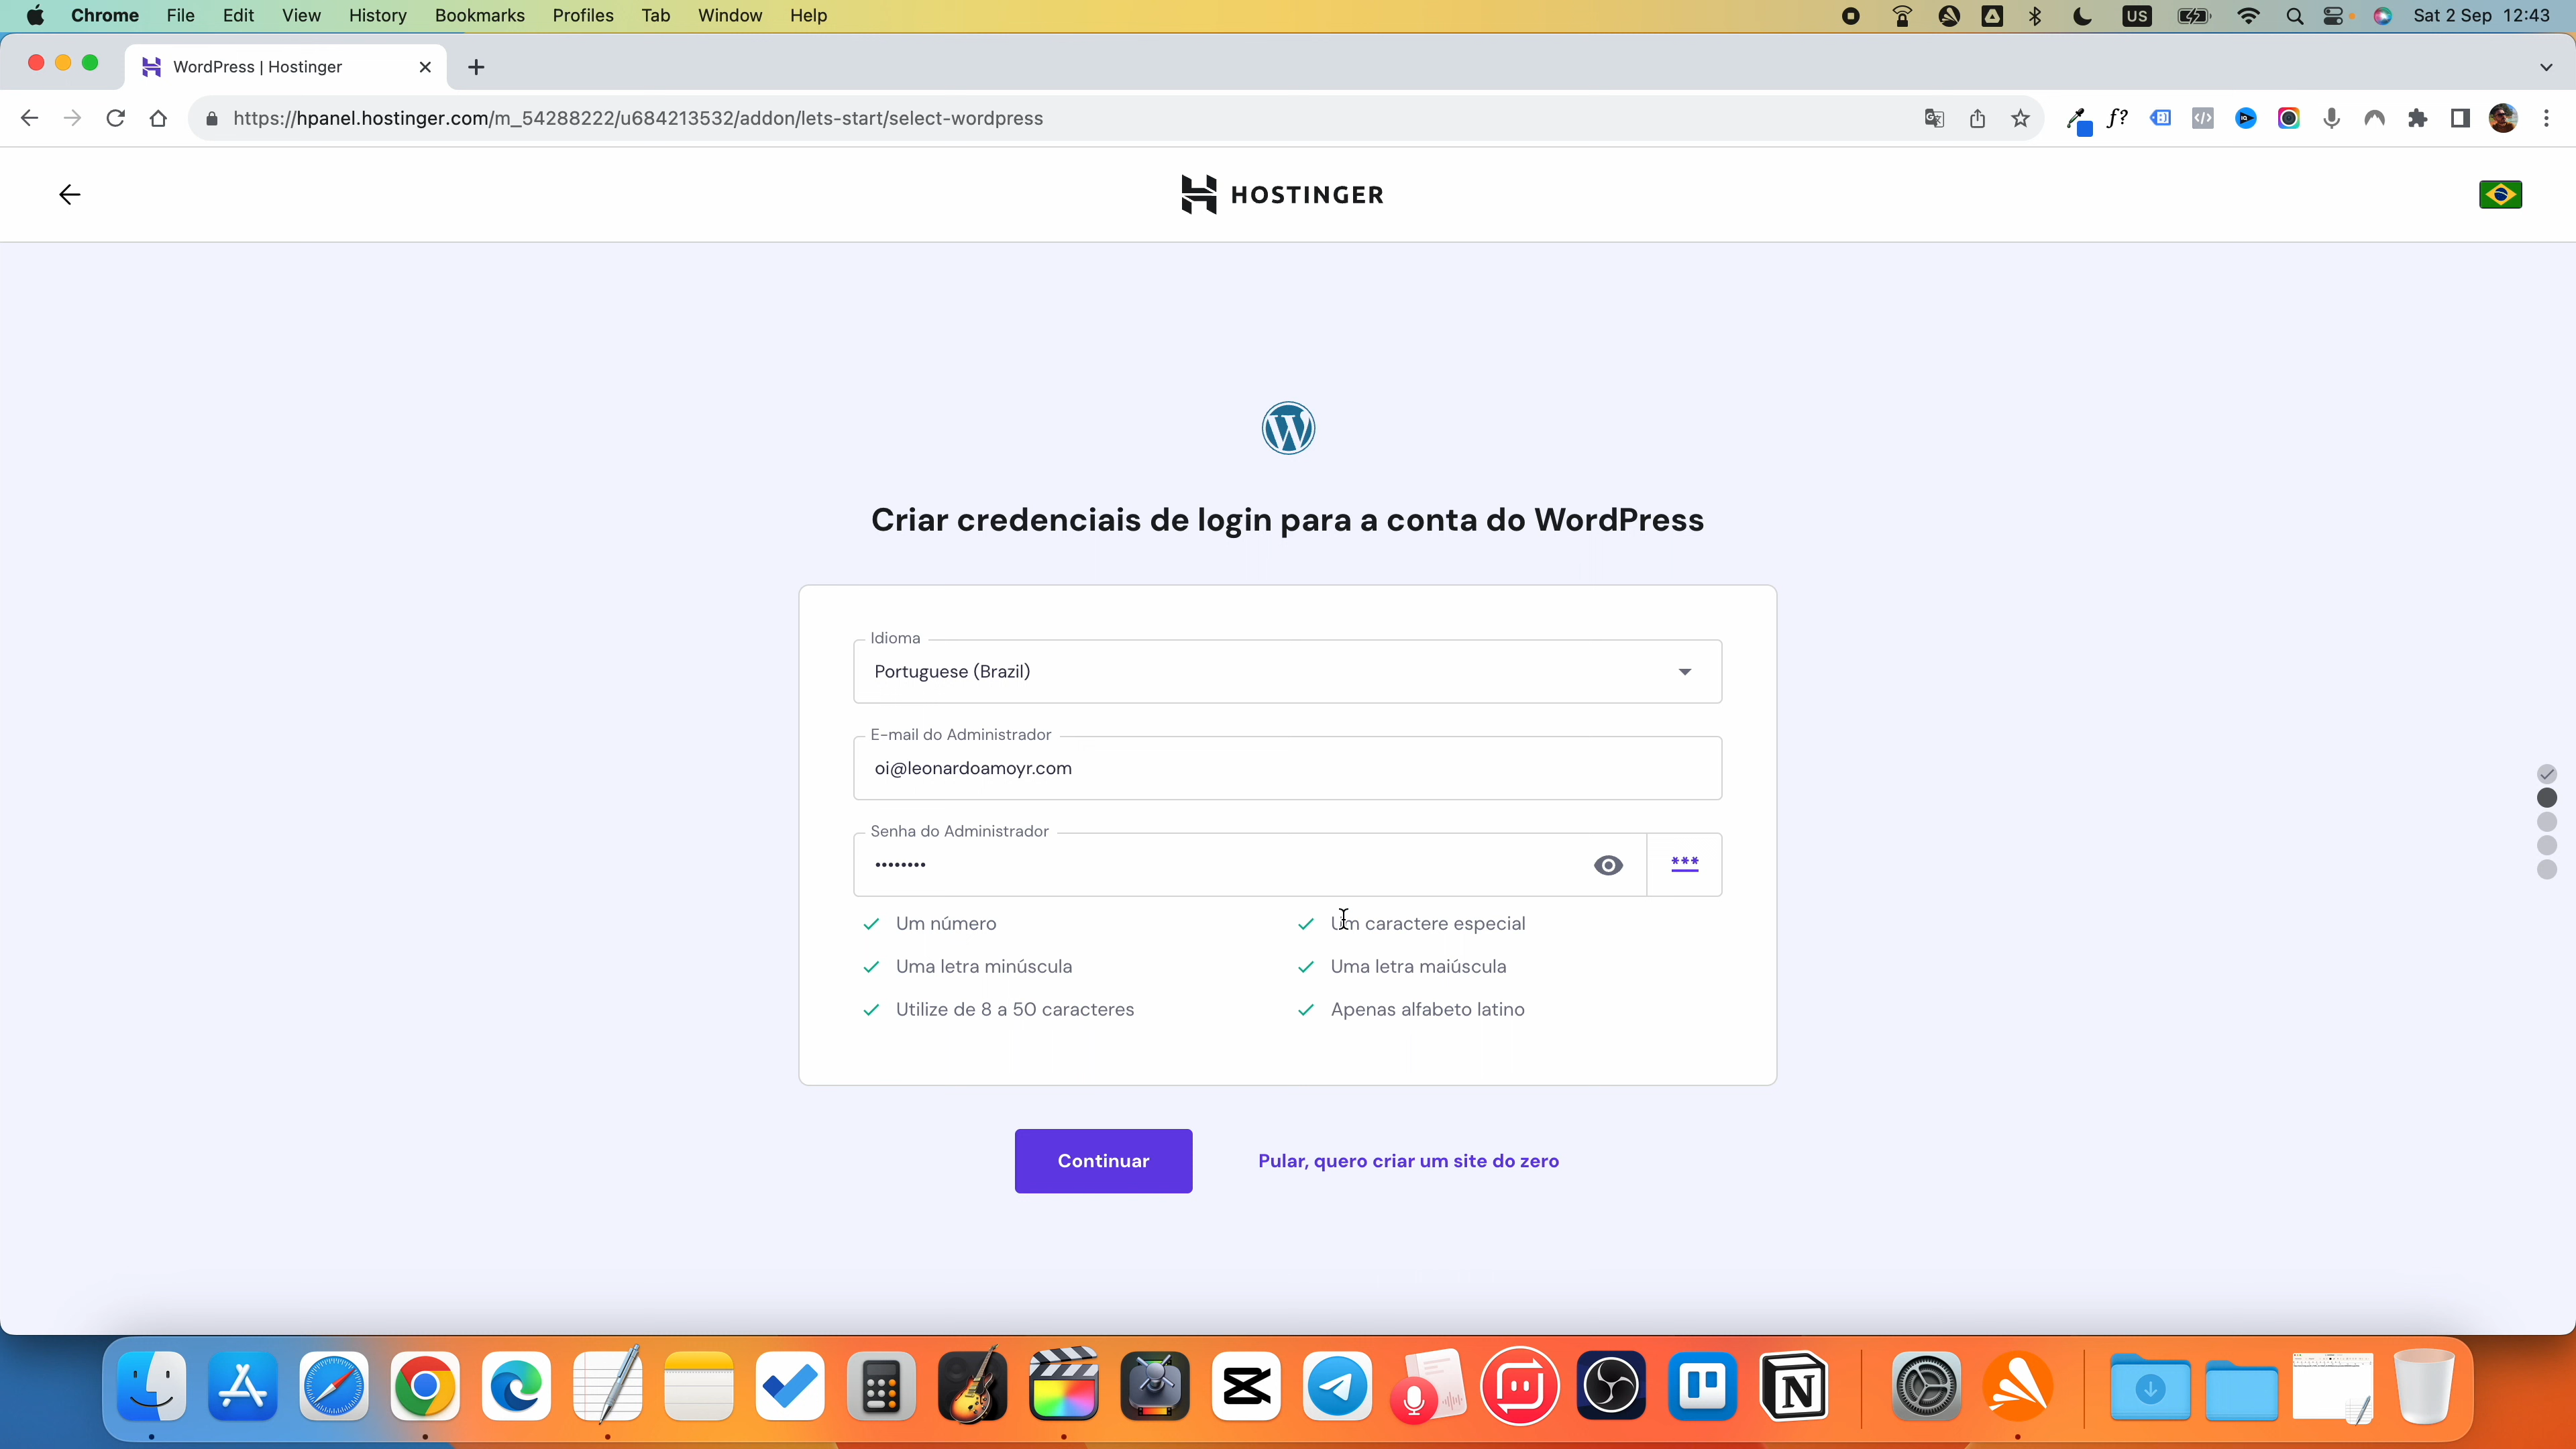 Chrome File Edit View History Bookmarks Profiles Tab Window Help US Sat 2 Sep 12:43
WordPress | Hostinger
https://hpanel.hostinger.com/m_54288222/u684213532/addon/lets-start/select-wordpress
f?
HOSTINGER
Criar credenciais de login para a conta do WordPress
Idioma
Portuguese (Brazil)
E-mail do Administrador
oi@leonardoamoyr.com
Senha do Administrador
••••••••
***
Um número
Um caractere especial
Uma letra minúscula
Uma letra maiúscula
Utilize de 8 a 50 caracteres
Apenas alfabeto latino
Continuar
Pular, quero criar um site do zero